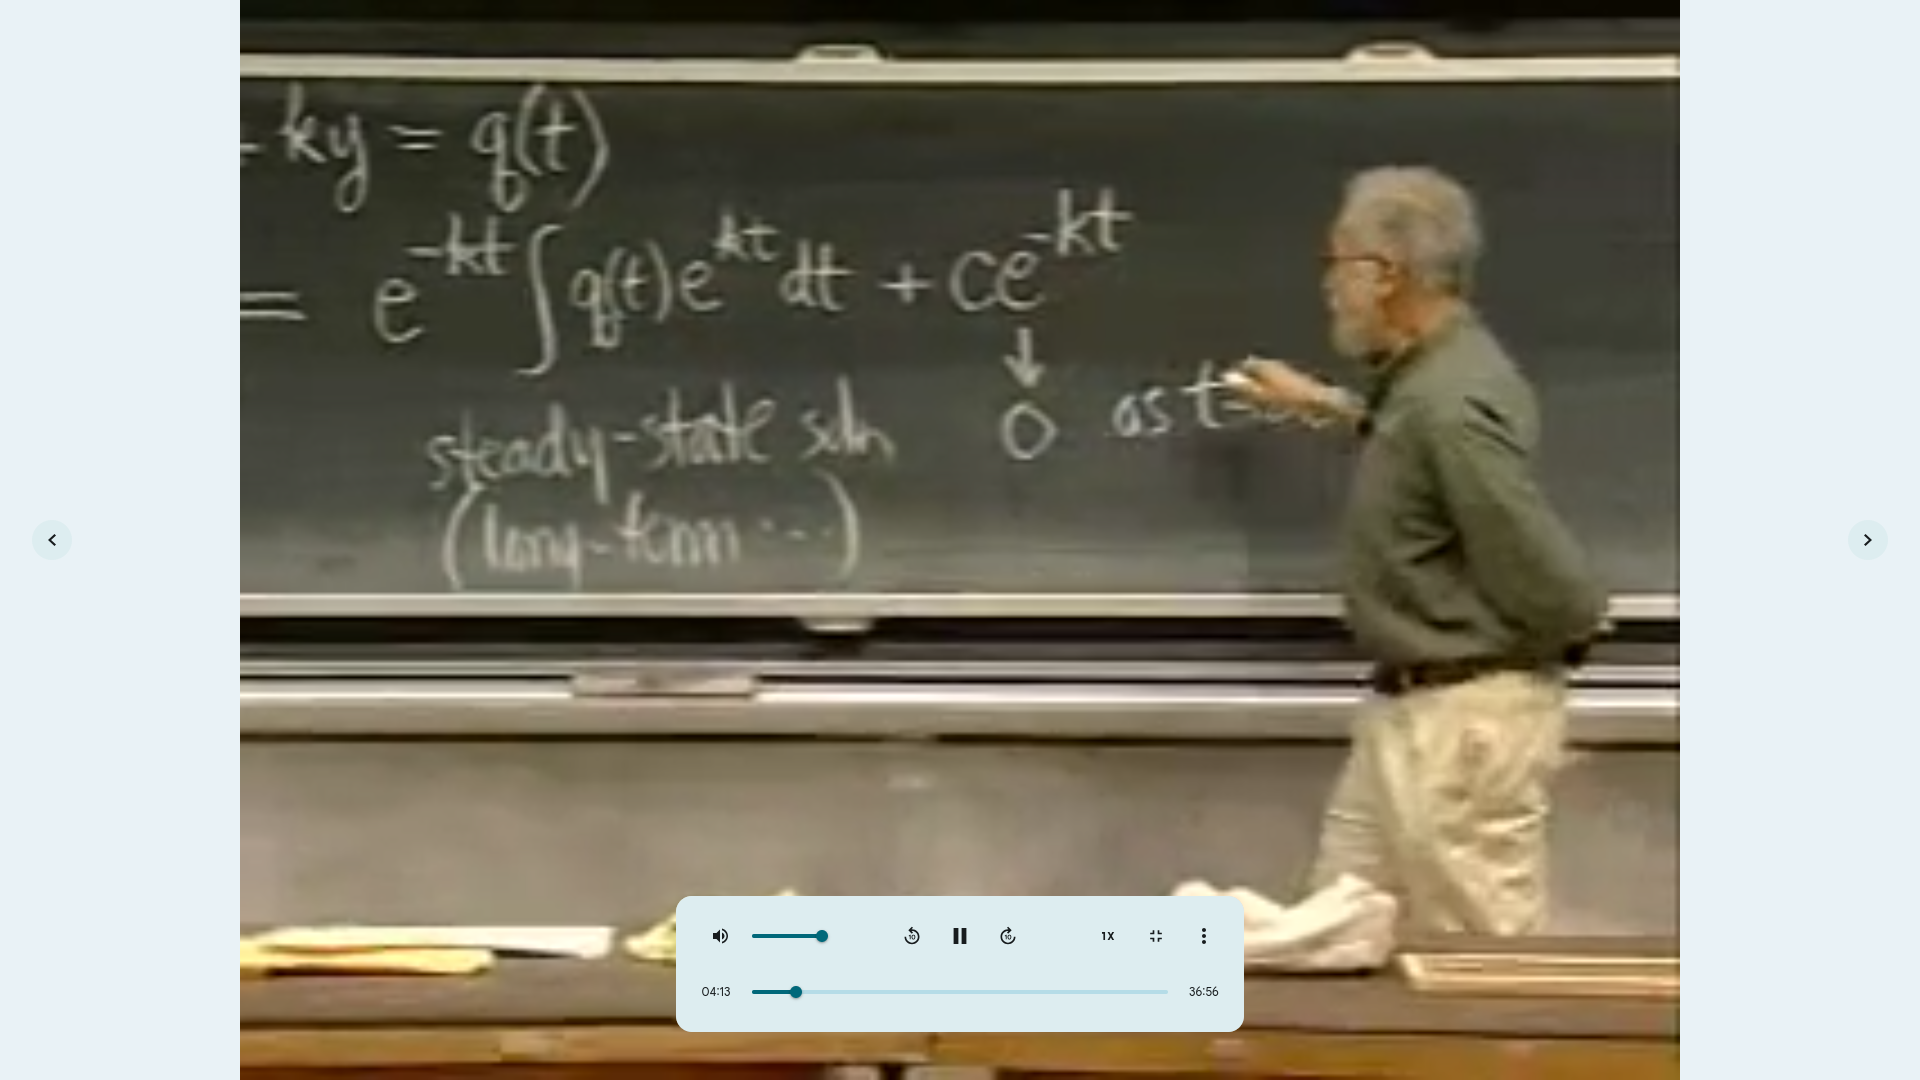 + ky = q(t)
= e^{-kt} ∫ q(t) e^{kt} dt + ce^{-kt}
↓
steady-state soln 0 as t
(long-term ...)
1X
04:13 36:56